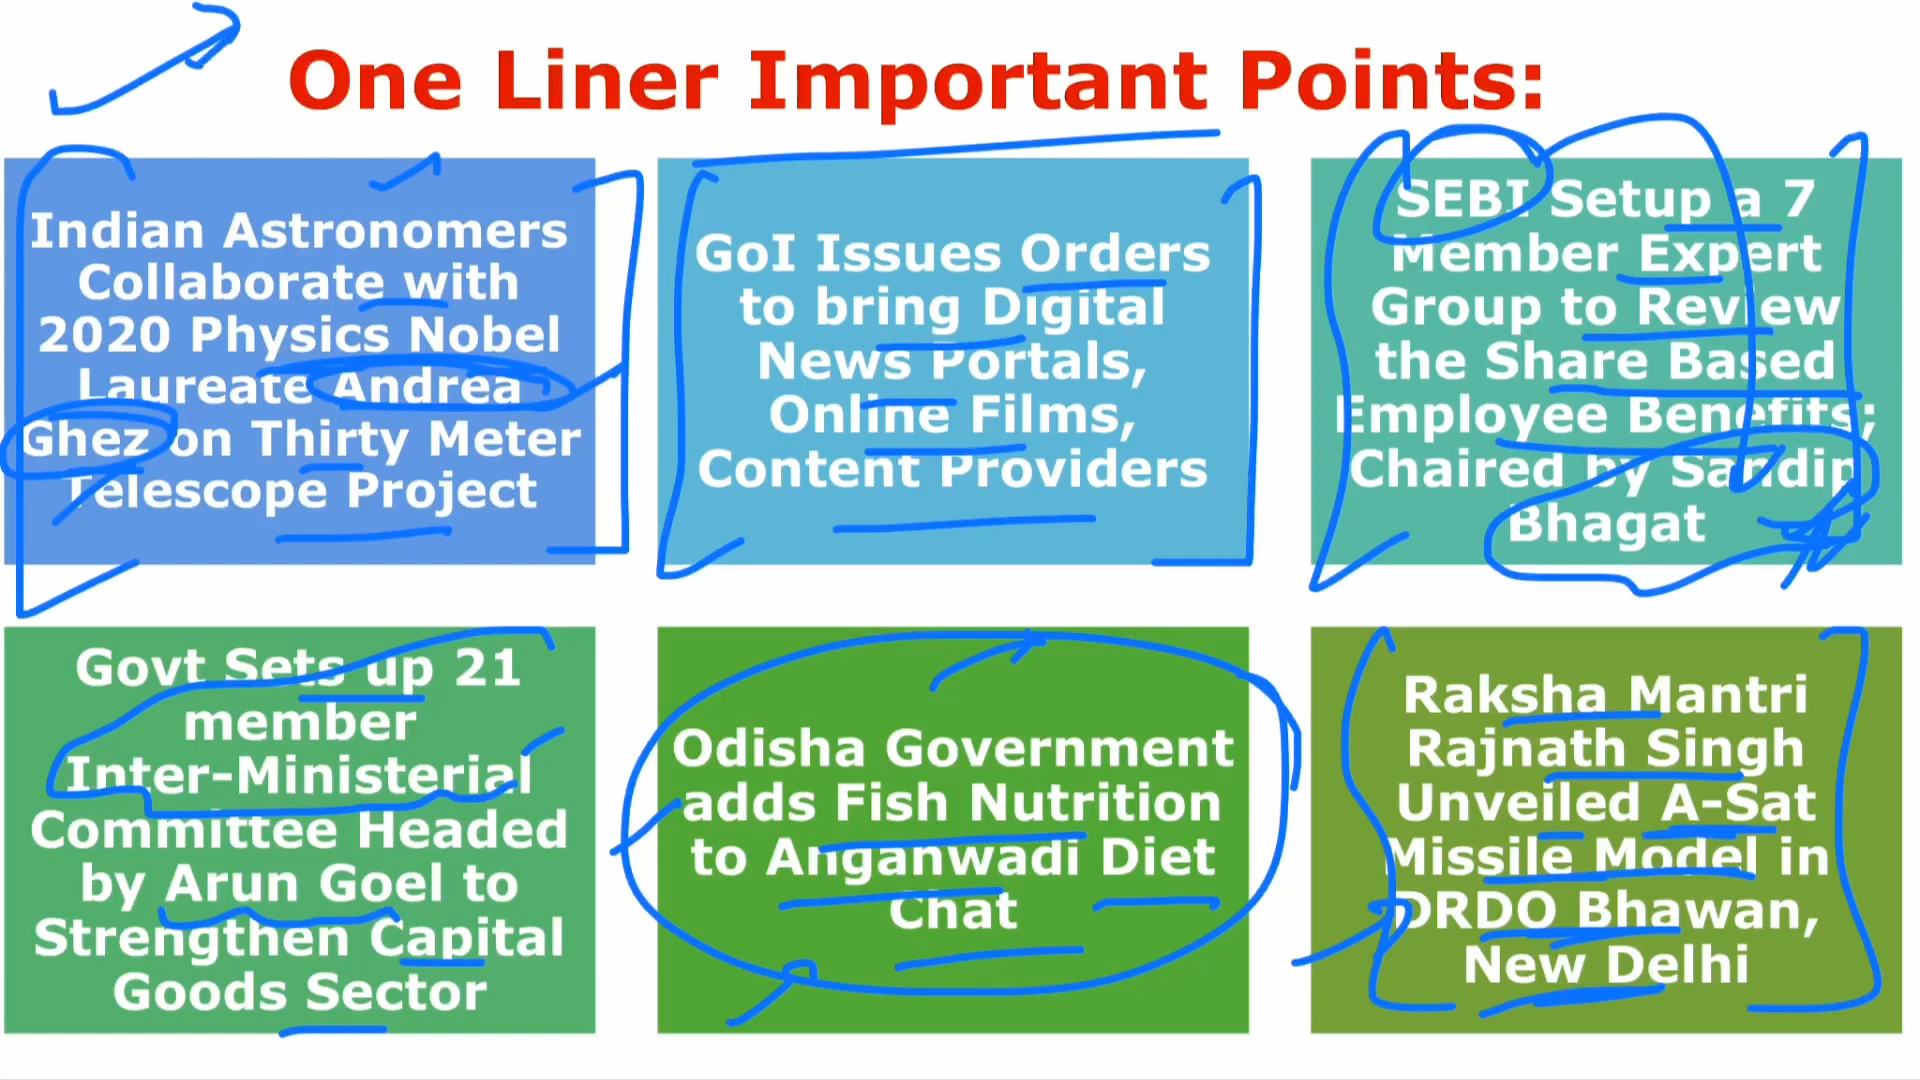 One Liner Important Points:
Indian Astronomers
Collaborate with
2020 Physics Nobel
Laureate Andrea
Ghez on Thirty Meter
Telescope Project
GoI Issues Orders
to bring Digital
News Portals,
Online Films,
Content Providers
SEBI Setup a 7
Member Expert
Group to Review
the Share Based
Employee Benefits;
Chaired by Sandip
Bhagat
Govt Sets up 21
member
Inter-Ministerial
Committee Headed
by Arun Goel to
Strengthen Capital
Goods Sector
Odisha Government
adds Fish Nutrition
to Anganwadi Diet
Chat
Raksha Mantri
Rajnath Singh
Unveiled A-Sat
Missile Model in
DRDO Bhawan,
New Delhi